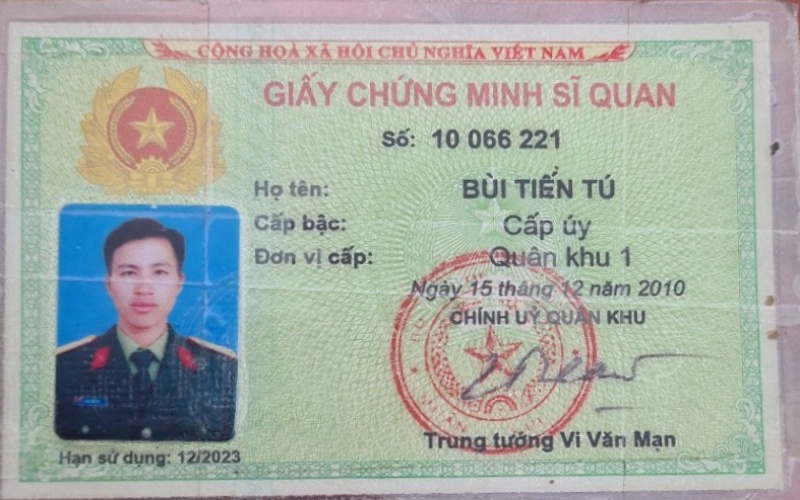 CỘNG HOÀ XÃ HỘI CHỦ NGHĨA VIỆT NAM
GIẤY CHỨNG MINH SĨ QUAN
Số: 10 066 221
Họ tên: BÙI TIẾN TÚ
Cấp bậc: Cấp úy
Đơn vị cấp: Quân khu 1
Ngày 15 tháng 12 năm 2010
CHÍNH UỶ QUÂN KHU
Trung tướng Vi Văn Mạn
Hạn sử dụng: 12/2023